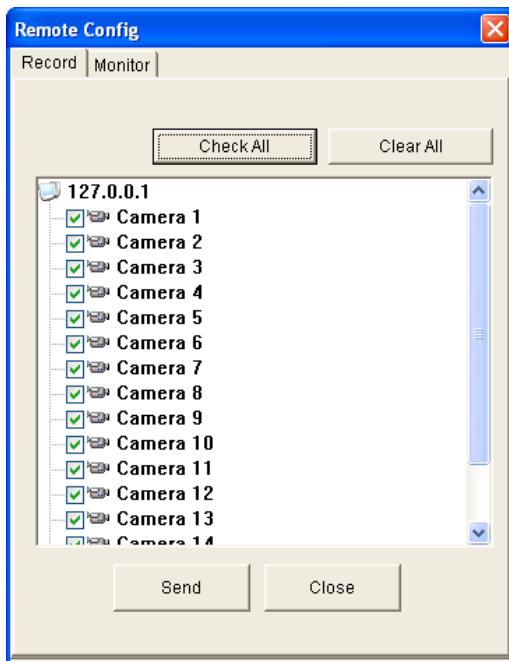 Remote Config
Record Monitor
Check All Clear All
127.0.0.1
Camera 1
Camera 2
Camera 3
Camera 4
Camera 5
Camera 6
Camera 7
Camera 8
Camera 9
Camera 10
Camera 11
Camera 12
Camera 13
Camera 14
Send Close